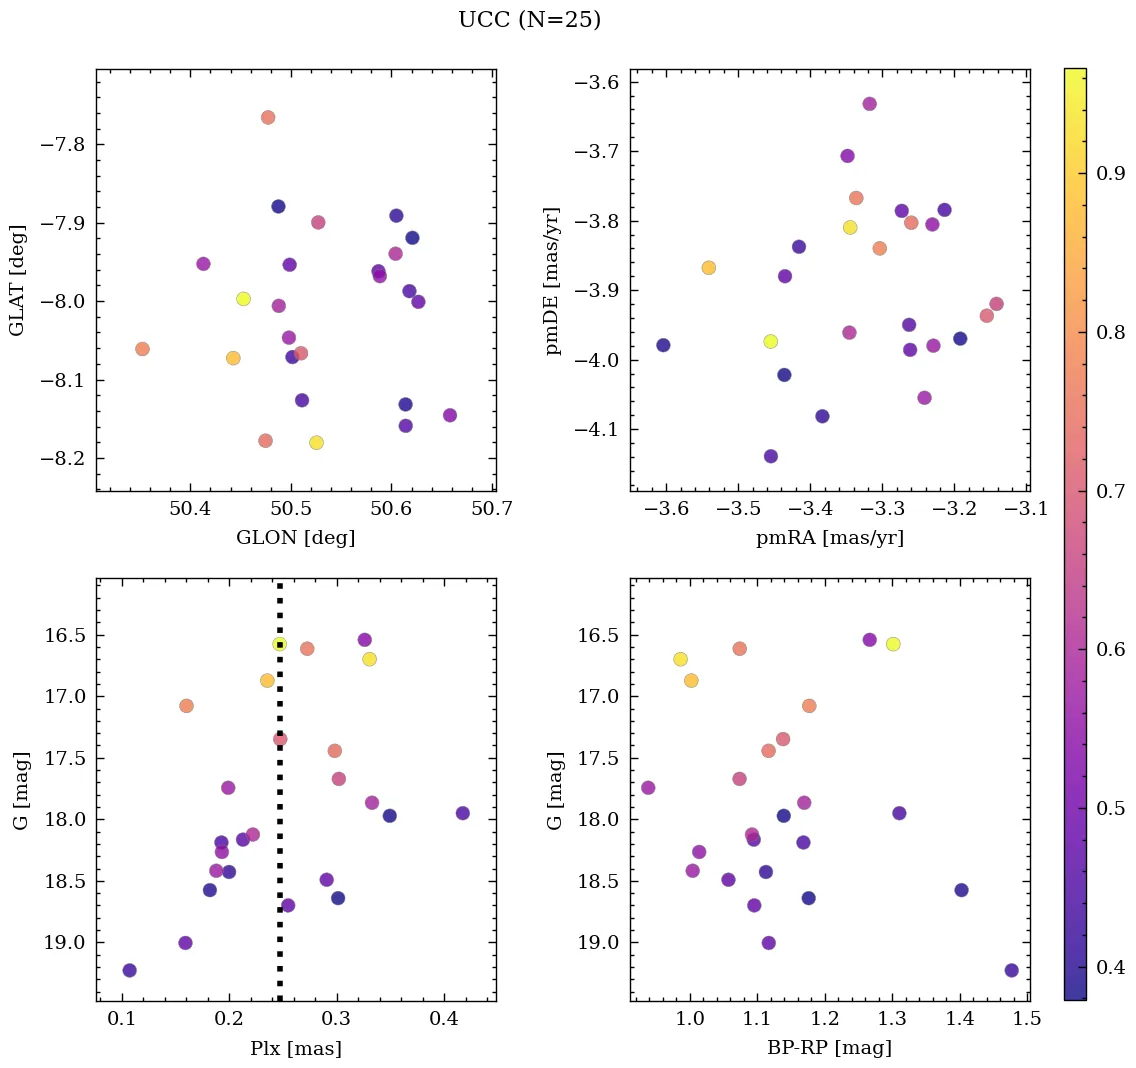 UCC (N=25)
−7.8
−7.9
−8.0
−8.1
−8.2
GLAT [deg]
50.4 50.5 50.6 50.7
GLON [deg]
−3.6
−3.7
−3.8
−3.9
−4.0
−4.1
pmDE [mas/yr]
−3.6 −3.5 −3.4 −3.3 −3.2 −3.1
pmRA [mas/yr]
16.5
17.0
17.5
18.0
18.5
19.0
G [mag]
0.1 0.2 0.3 0.4
Plx [mas]
16.5
17.0
17.5
18.0
18.5
19.0
G [mag]
1.0 1.1 1.2 1.3 1.4 1.5
BP-RP [mag]
0.9
0.8
0.7
0.6
0.5
0.4